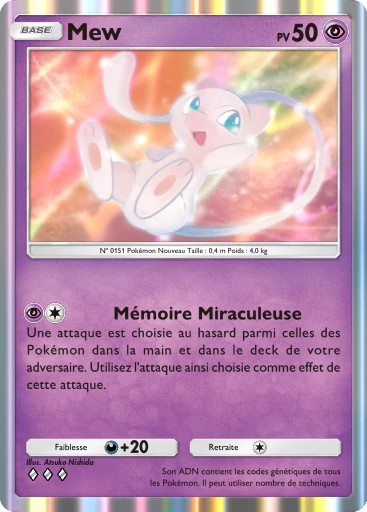 BASE Mew PV 50
N° 0151 Pokémon Nouveau Taille : 0,4 m Poids : 4,0 kg
Mémoire Miraculeuse
Une attaque est choisie au hasard parmi celles des
Pokémon dans la main et dans le deck de votre
adversaire. Utilisez l'attaque ainsi choisie comme effet de
cette attaque.
Faiblesse +20 Retraite
Illus. Atsuko Nishida
Son ADN contient les codes génétiques de tous
les Pokémon. Il peut utiliser nombre de techniques.